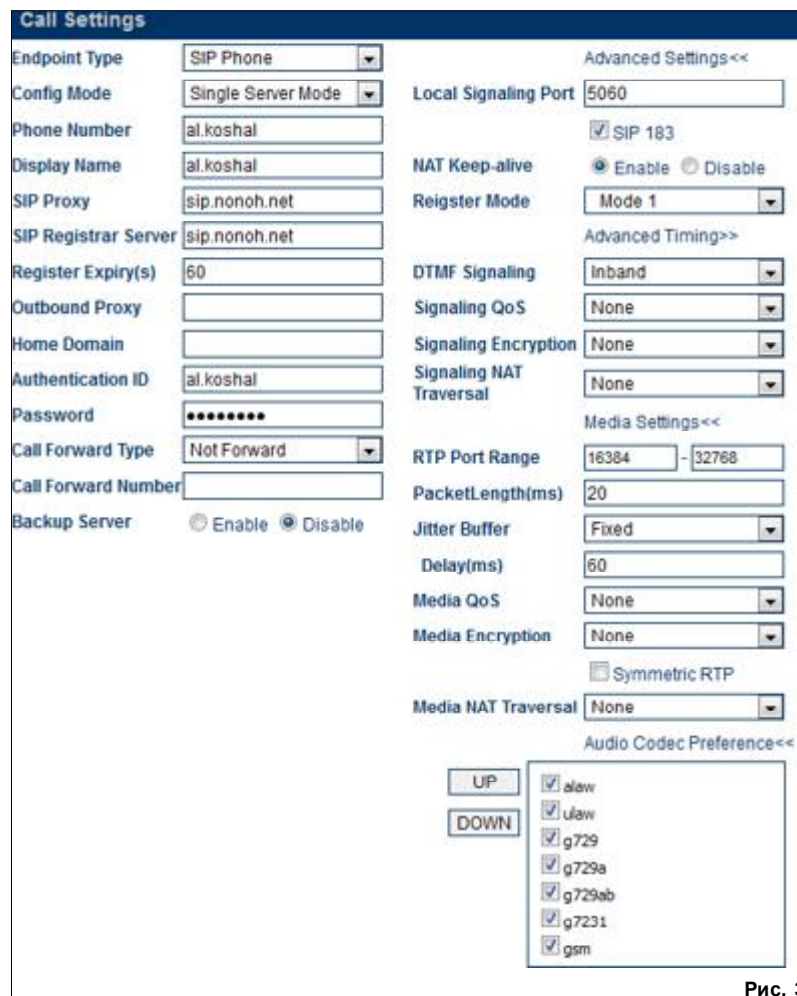 Call Settings
Endpoint Type SIP Phone
Config Mode Single Server Mode
Phone Number al.koshal
Display Name al.koshal
SIP Proxy sip.nonoh.net
SIP Registrar Server sip.nonoh.net
Register Expiry(s) 60
Outbound Proxy
Home Domain
Authentication ID al.koshal
Password ••••••••
Call Forward Type Not Forward
Call Forward Number
Backup Server Enable Disable
Advanced Settings<<
Local Signaling Port 5060
SIP 183
NAT Keep-alive Enable Disable
Reigster Mode Mode 1
Advanced Timing>>
DTMF Signaling Inband
Signaling QoS None
Signaling Encryption None
Signaling NAT
Traversal None
Media Settings<<
RTP Port Range 16384 - 32768
PacketLength(ms) 20
Jitter Buffer Fixed
Delay(ms) 60
Media QoS None
Media Encryption None
Symmetric RTP
Media NAT Traversal None
Audio Codec Preference<<
UP
DOWN
alaw
ulaw
g729
g729a
g729ab
g7231
gsm
Рис. 3